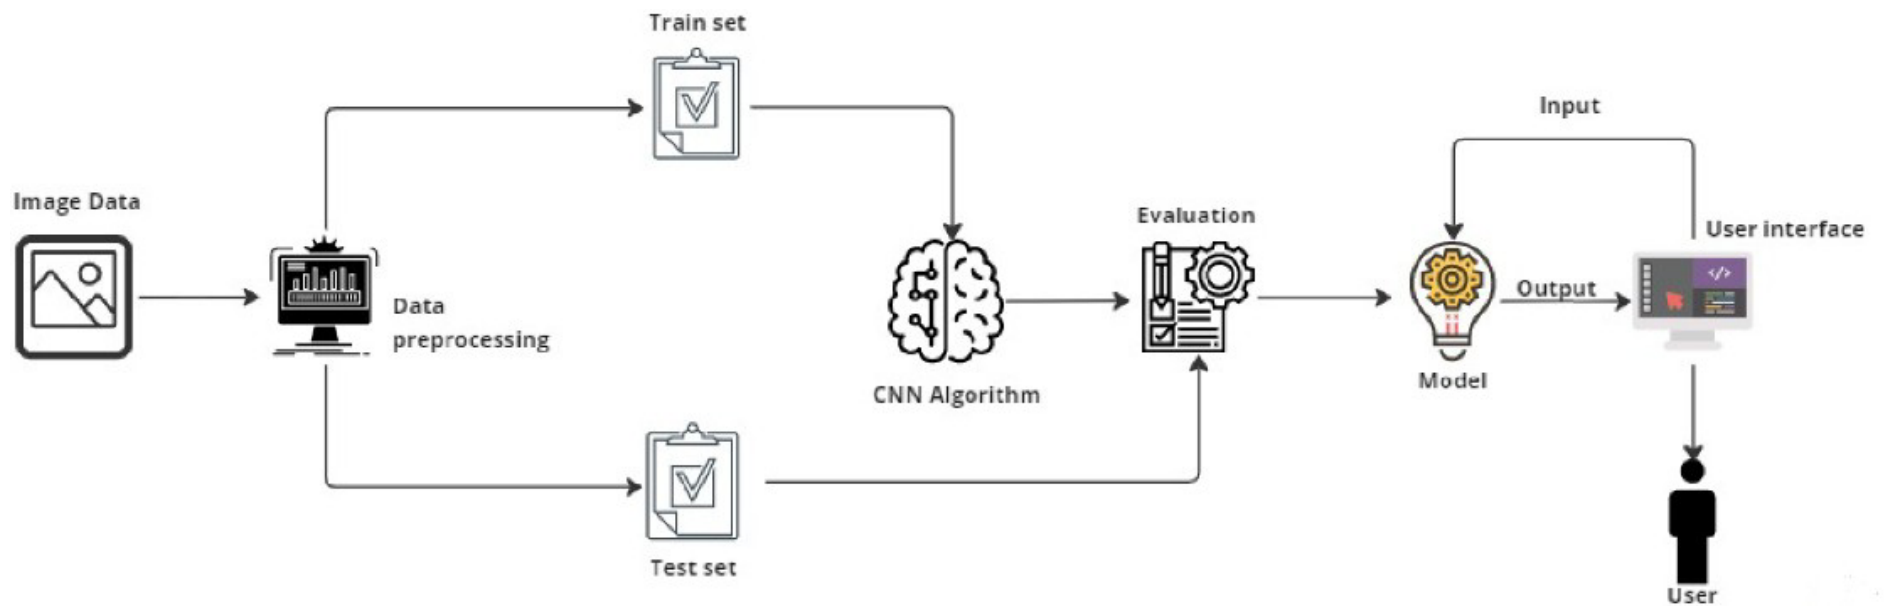 Train set
Input
Image Data
Evaluation
User interface
</>
Output
Data
preprocessing
Model
CNN Algorithm
Test set
User